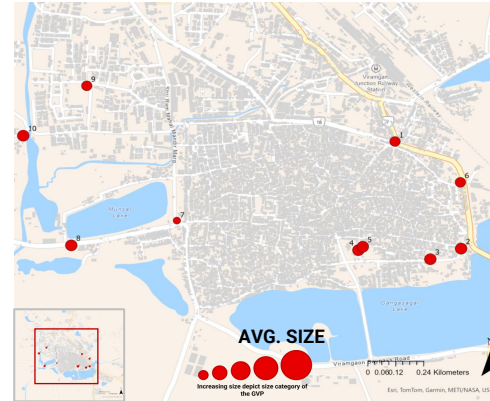 9
Viramgam
Junction Railway
Station
10
1
6
Munsar
Lake
7
8
4
5
3
2
Gangasagar
Lake
AVG. SIZE
Increasing size depict size category of
the GVP
0 0.060.12 0.24 Kilometers
Esri, TomTom, Garmin, METI/NASA, US